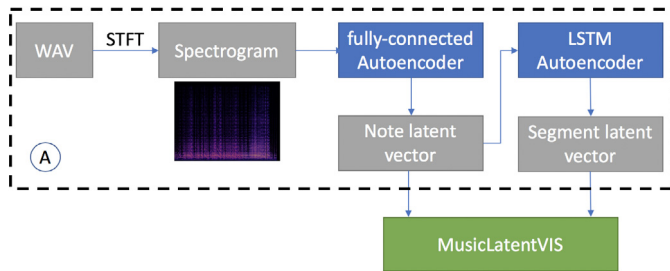 WAV
STFT
Spectrogram
fully-connected
Autoencoder
LSTM
Autoencoder
Note latent
vector
Segment latent
vector
A
MusicLatentVIS